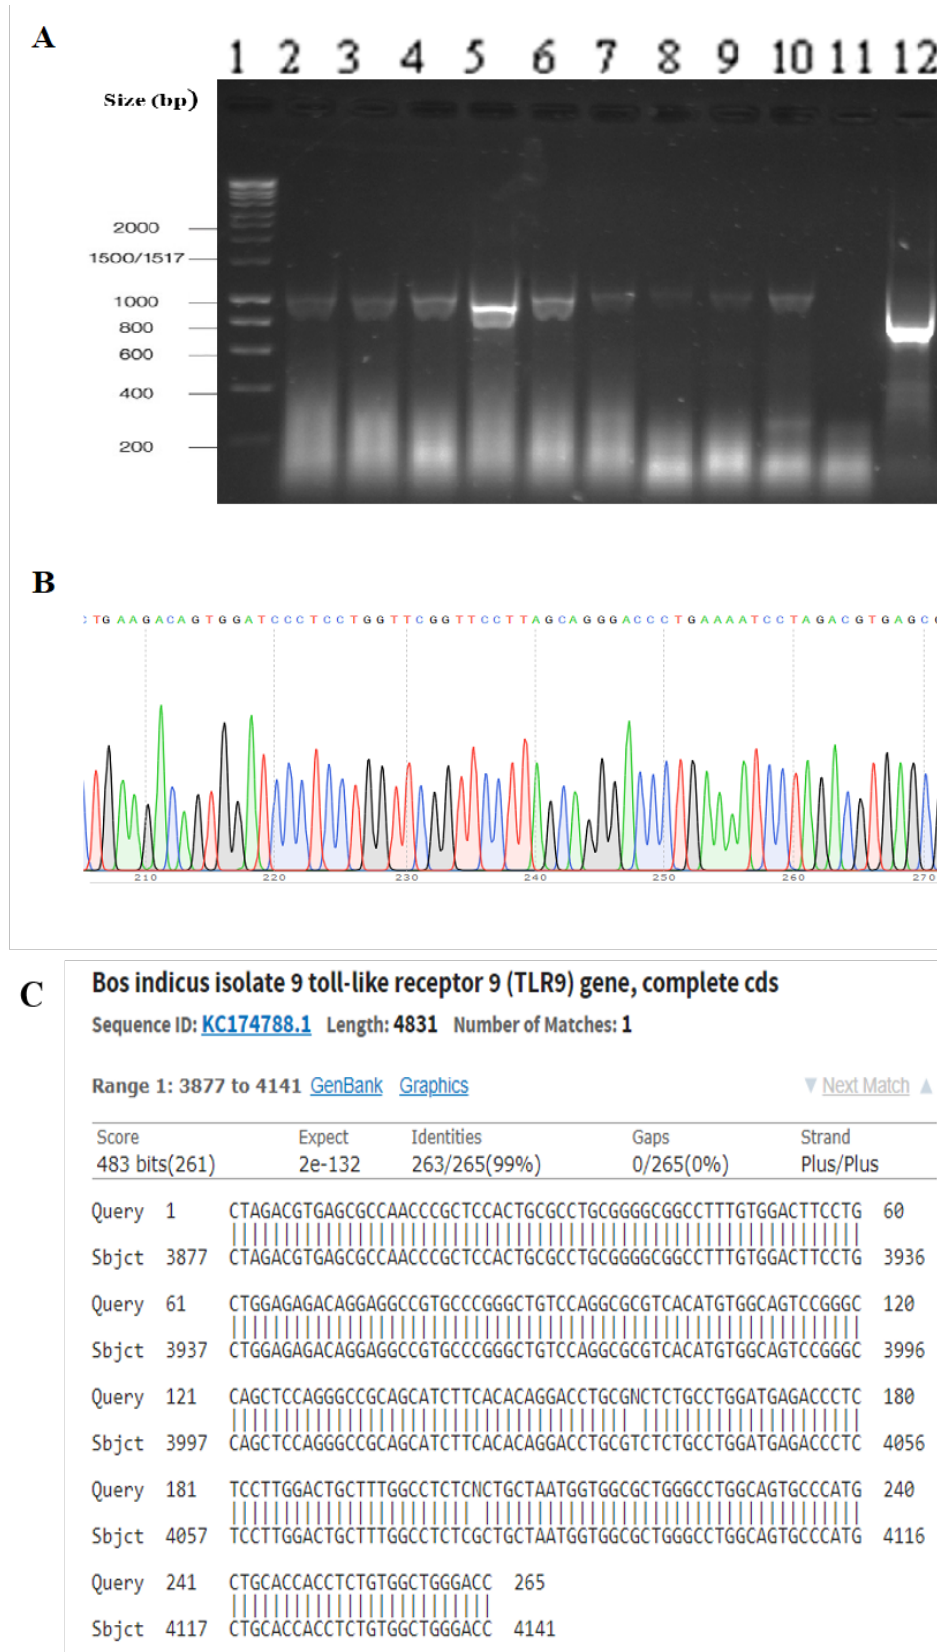 A
1 2 3 4 5 6 7 8 9 10 11 12
Size (bp)
2000
1500/1517
1000
800
600
400
200
B
C T G A A G A C A G T G G A T C C C T C C T G G T T C G G T T C C T T A G C A G G G A C C C T G A A A A T C C T A G A C G T G A G C
210 220 230 240 250 260 270
C
Bos indicus isolate 9 toll-like receptor 9 (TLR9) gene, complete cds
Sequence ID: KC174788.1 Length: 4831 Number of Matches: 1
Range 1: 3877 to 4141 GenBank Graphics ▼ Next Match ▲
Score Expect Identities Gaps Strand
483 bits(261) 2e-132 263/265(99%) 0/265(0%) Plus/Plus
Query 1 CTAGACGTGAGCGCCAACCCGCTCCACTGCGCCTGCGGGGCGGCCTTTGTGGACTTCCTG 60
Sbjct 3877 CTAGACGTGAGCGCCAACCCGCTCCACTGCGCCTGCGGGGCGGCCTTTGTGGACTTCCTG 3936
Query 61 CTGGAGAGACAGGAGGCCGTGCCCGGGCTGTCCAGGCGCGTCACATGTGGCAGTCCGGGC 120
Sbjct 3937 CTGGAGAGACAGGAGGCCGTGCCCGGGCTGTCCAGGCGCGTCACATGTGGCAGTCCGGGC 3996
Query 121 CAGCTCCAGGGCCGCAGCATCTTCACACAGGACCTGCGNCTCTGCCTGGATGAGACCCTC 180
Sbjct 3997 CAGCTCCAGGGCCGCAGCATCTTCACACAGGACCTGCGTCTCTGCCTGGATGAGACCCTC 4056
Query 181 TCCTTGGACTGCTTTGGCCTCTCNCTGCTAATGGTGGCGCTGGGCCTGGCAGTGCCCATG 240
Sbjct 4057 TCCTTGGACTGCTTTGGCCTCTCGCTGCTAATGGTGGCGCTGGGCCTGGCAGTGCCCATG 4116
Query 241 CTGCACCACCTCTGTGGCTGGGACC 265
Sbjct 4117 CTGCACCACCTCTGTGGCTGGGACC 4141